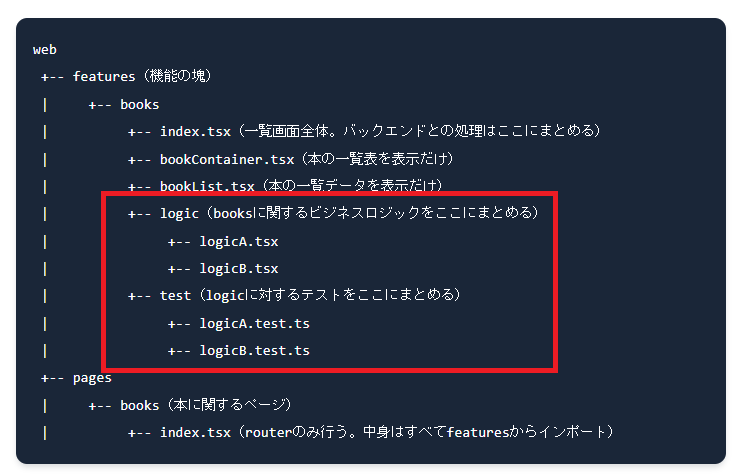 web
+-- features（機能の塊）
|     +-- books
|          +-- index.tsx（一覧画面全体。バックエンドとの処理はここにまとめる）
|          +-- bookContainer.tsx（本の一覧表を表示だけ）
|          +-- bookList.tsx（本の一覧データを表示だけ）
|          +-- logic（booksに関するビジネスロジックをここにまとめる）
|               +-- logicA.tsx
|               +-- logicB.tsx
|          +-- test（logicに対するテストをここにまとめる）
|               +-- logicA.test.ts
|               +-- logicB.test.ts
+-- pages
|     +-- books（本に関するページ）
|          +-- index.tsx（routerのみ行う。中身はすべてfeaturesからインポート）